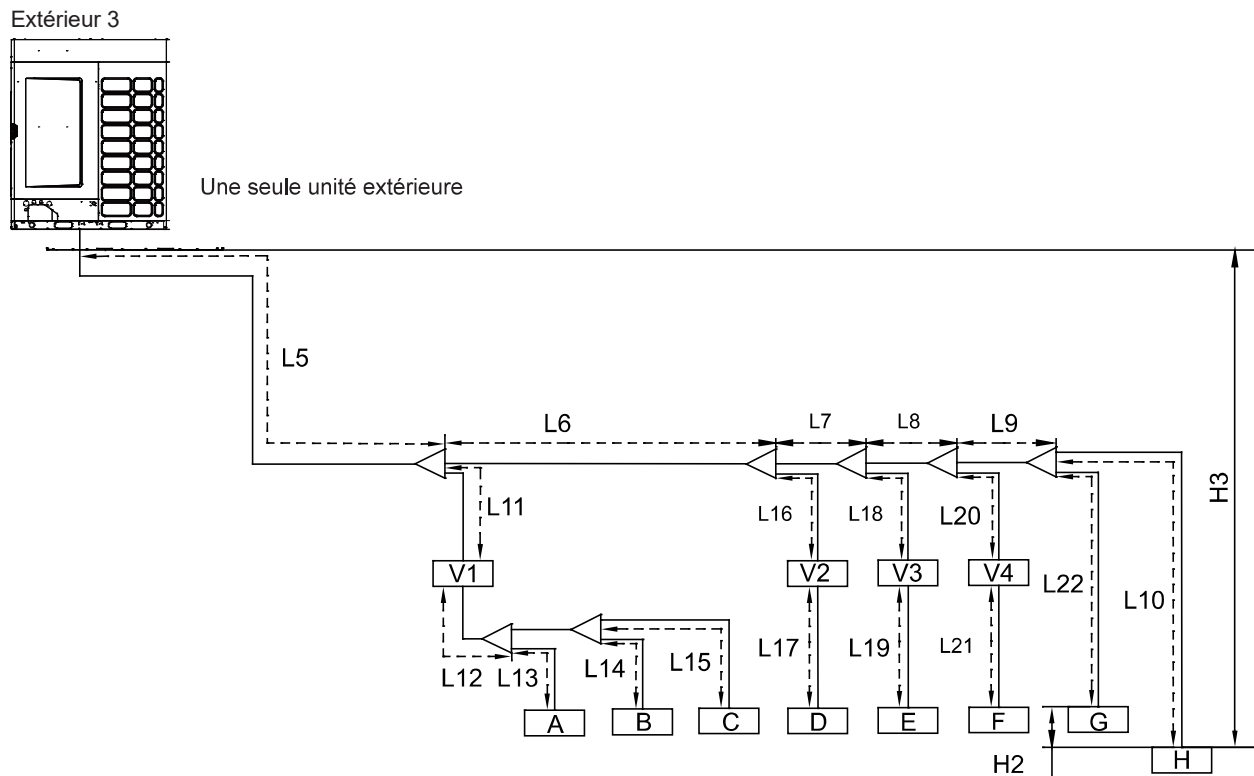 Extérieur 3
Une seule unité extérieure
L5
L6
L7
L8
L9
H3
L11
L16
L18
L20
V1
V2
V3
V4
L22
L10
L12
L13
L14
L15
L17
L19
L21
A
B
C
D
E
F
G
H2
H